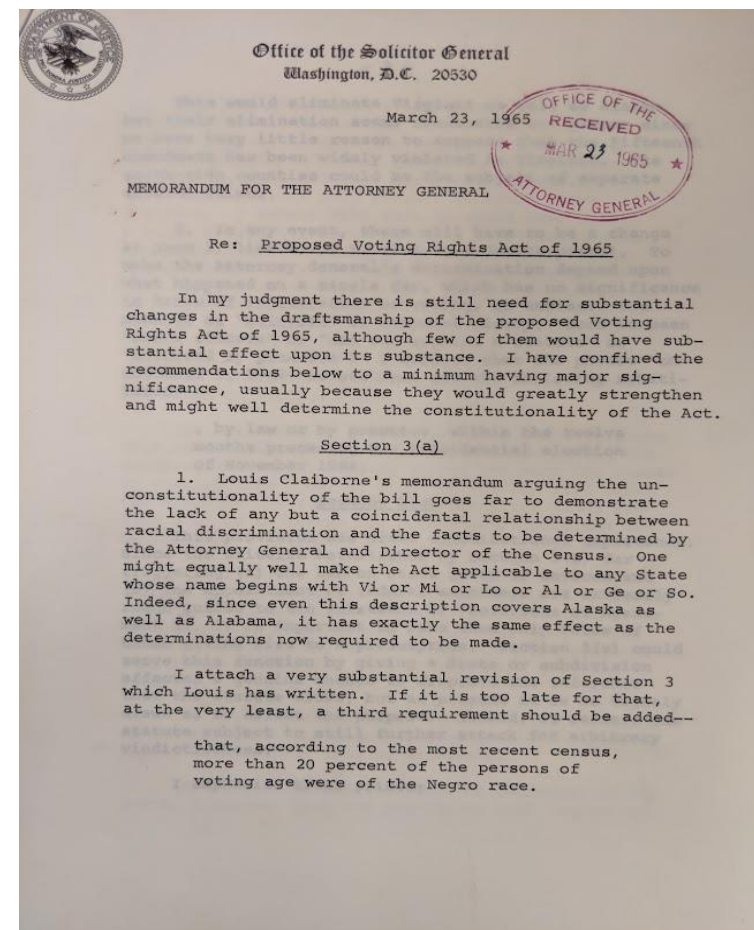 Office of the Solicitor General
Washington, D.C. 20530
March 23, 1965
OFFICE OF THE
RECEIVED
MAR 23 1965
ATTORNEY GENERAL
MEMORANDUM FOR THE ATTORNEY GENERAL
Re: Proposed Voting Rights Act of 1965
In my judgment there is still need for substantial
changes in the draftsmanship of the proposed Voting
Rights Act of 1965, although few of them would have sub-
stantial effect upon its substance. I have confined the
recommendations below to a minimum having major sig-
nificance, usually because they would greatly strengthen
and might well determine the constitutionality of the Act.
Section 3(a)
1. Louis Claiborne's memorandum arguing the un-
constitutionality of the bill goes far to demonstrate
the lack of any but a coincidental relationship between
racial discrimination and the facts to be determined by
the Attorney General and Director of the Census. One
might equally well make the Act applicable to any State
whose name begins with Vi or Mi or Lo or Al or Ge or So.
Indeed, since even this description covers Alaska as
well as Alabama, it has exactly the same effect as the
determinations now required to be made.
I attach a very substantial revision of Section 3
which Louis has written. If it is too late for that,
at the very least, a third requirement should be added--
that, according to the most recent census,
more than 20 percent of the persons of
voting age were of the Negro race.